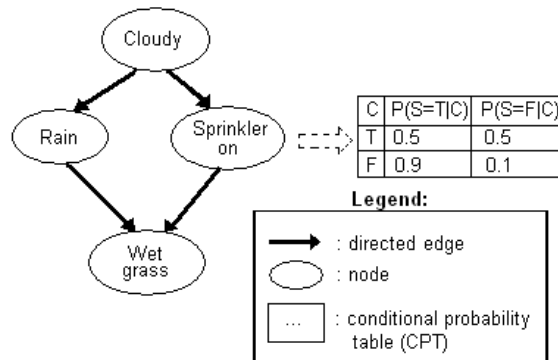 Cloudy
Rain
Sprinkler
on
Wet
grass
C P(S=T|C) P(S=F|C)
T 0.5 0.5
F 0.9 0.1
Legend:
: directed edge
: node
... : conditional probability
table (CPT)